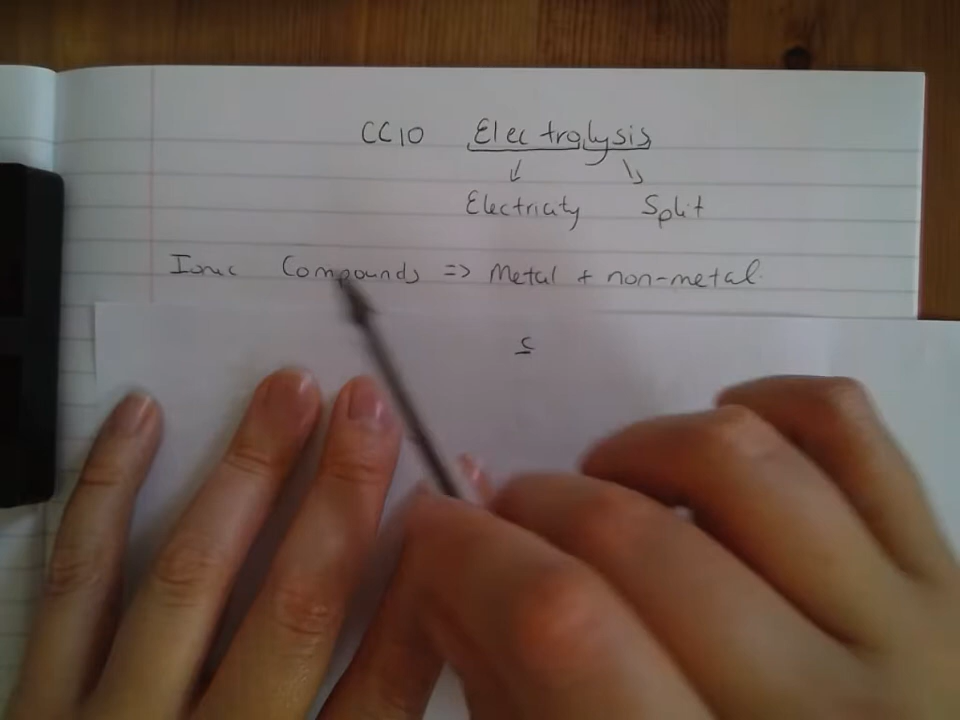 CC10 Electrolysis
↓ ↘
Electricity Split
Ionic Compounds => Metal + non-metal.